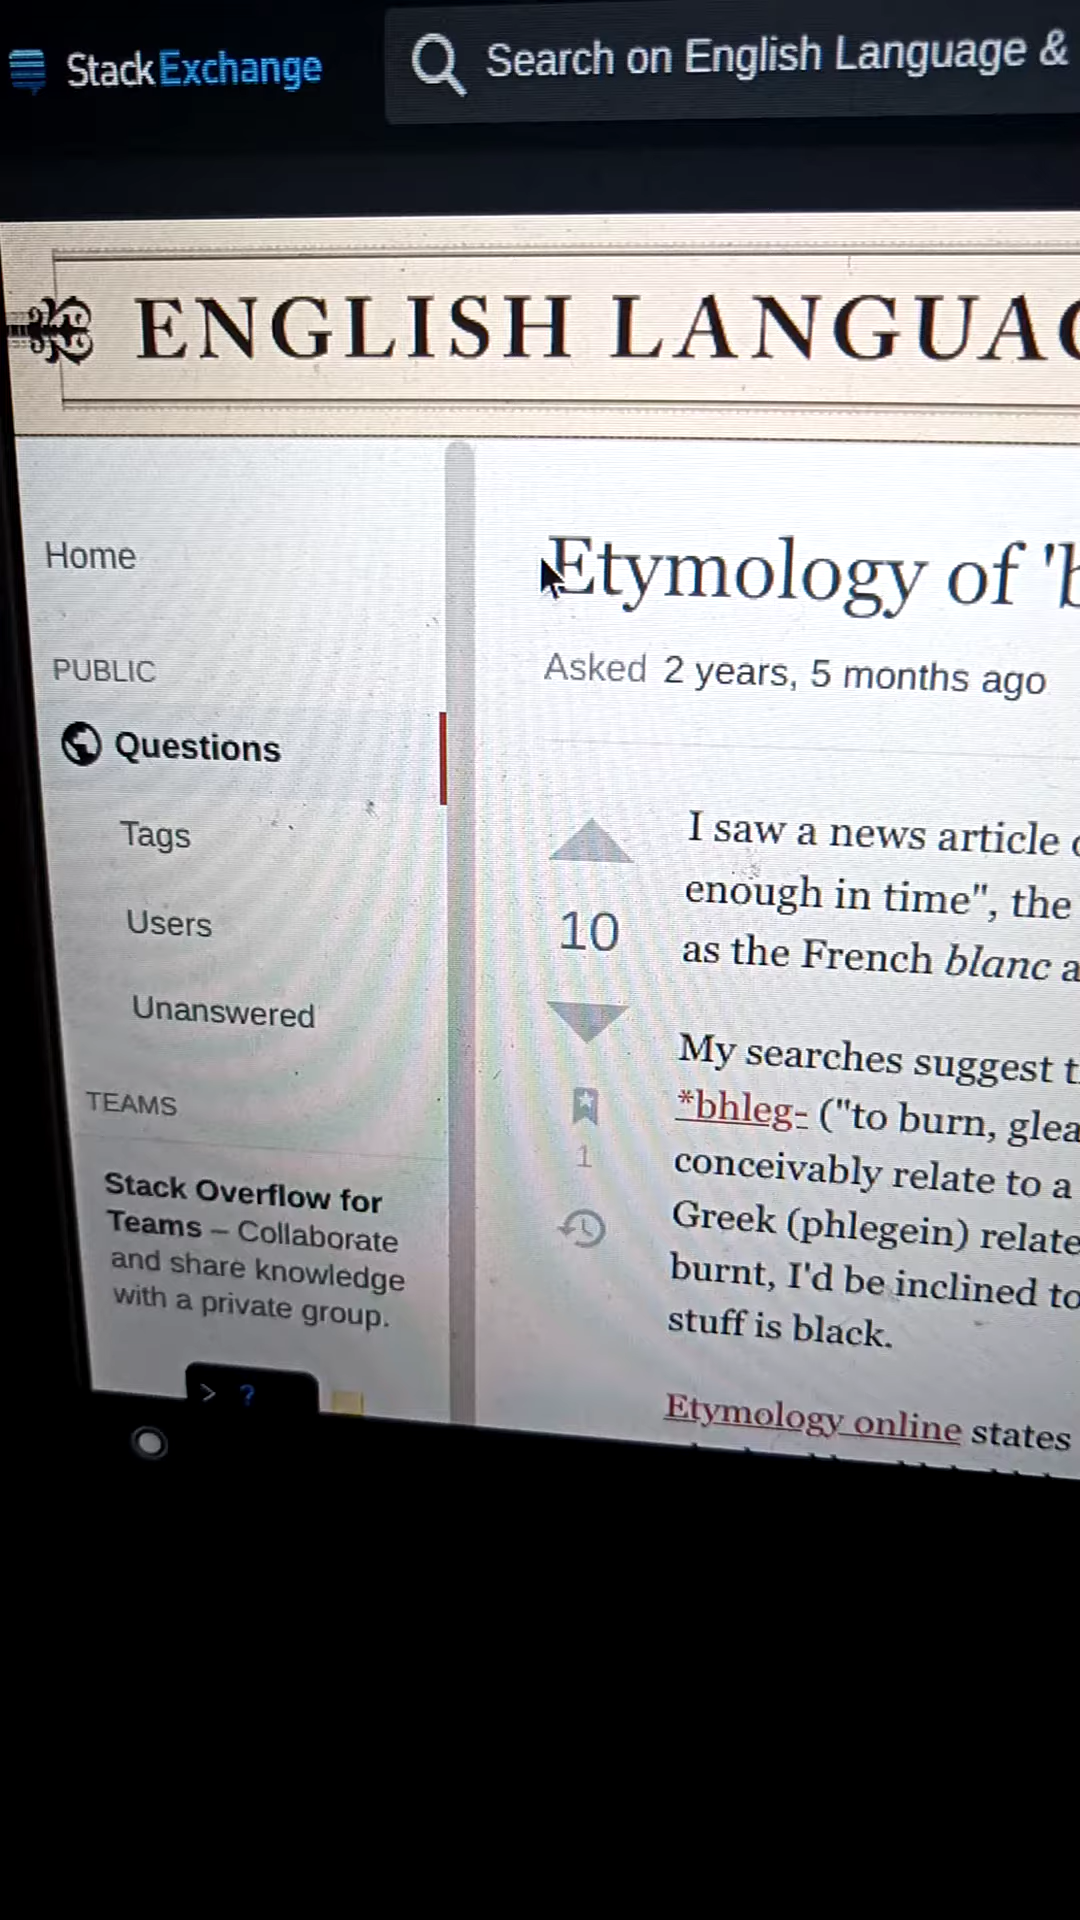 StackExchange
Search on English Language &
ENGLISH LANGUAG
Home
PUBLIC
Questions
Tags
Users
Unanswered
TEAMS
Stack Overflow for
Teams – Collaborate
and share knowledge
with a private group.
> ?
Etymology of 'b
Asked 2 years, 5 months ago
10
1
I saw a news article
enough in time", the
as the French blanc a
My searches suggest t
*bhleg- ("to burn, glea
conceivably relate to a
Greek (phlegein) relate
burnt, I'd be inclined to
stuff is black.
Etymology online states